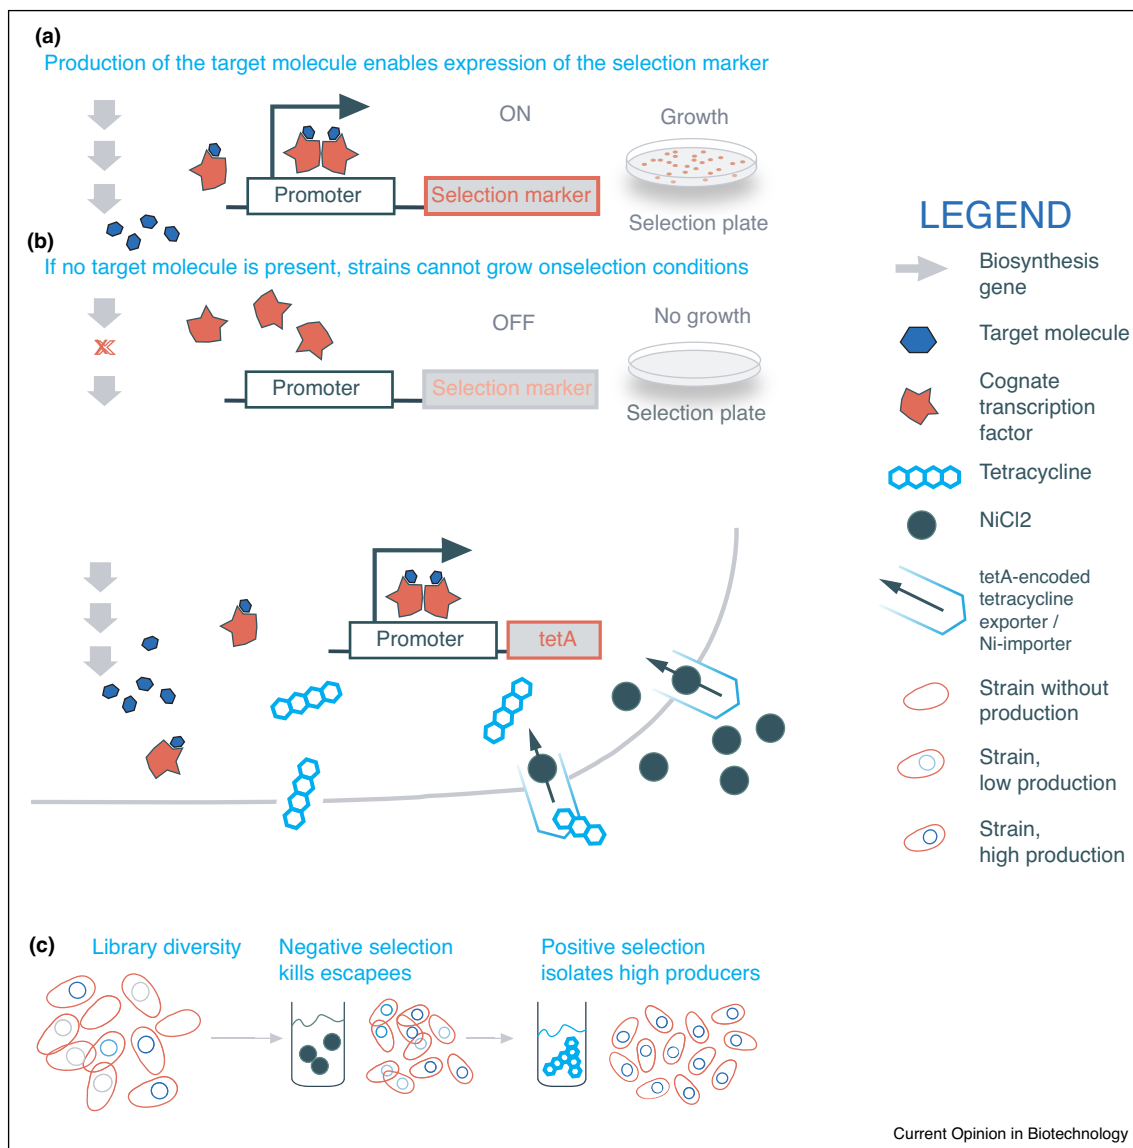 (a)
Production of the target molecule enables expression of the selection marker
ON
Growth
Promoter
Selection marker
Selection plate
(b)
If no target molecule is present, strains cannot grow onselection conditions
OFF
No growth
X
Promoter
Selection marker
Selection plate
Promoter
tetA
LEGEND
Biosynthesis
gene
Target molecule
Cognate
transcription
factor
Tetracycline
NiCl2
tetA-encoded
tetracycline
exporter /
Ni-importer
Strain without
production
Strain,
low production
Strain,
high production
(c)
Library diversity
Negative selection
kills escapees
Positive selection
isolates high producers
Current Opinion in Biotechnology